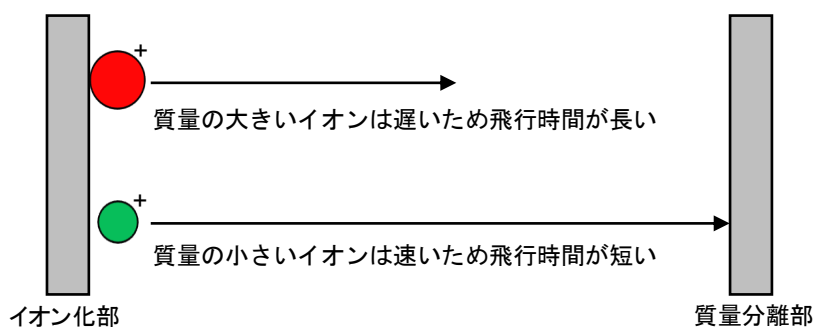 +
質量の大きいイオンは遅いため飛行時間が長い
+
質量の小さいイオンは速いため飛行時間が短い
イオン化部
質量分離部